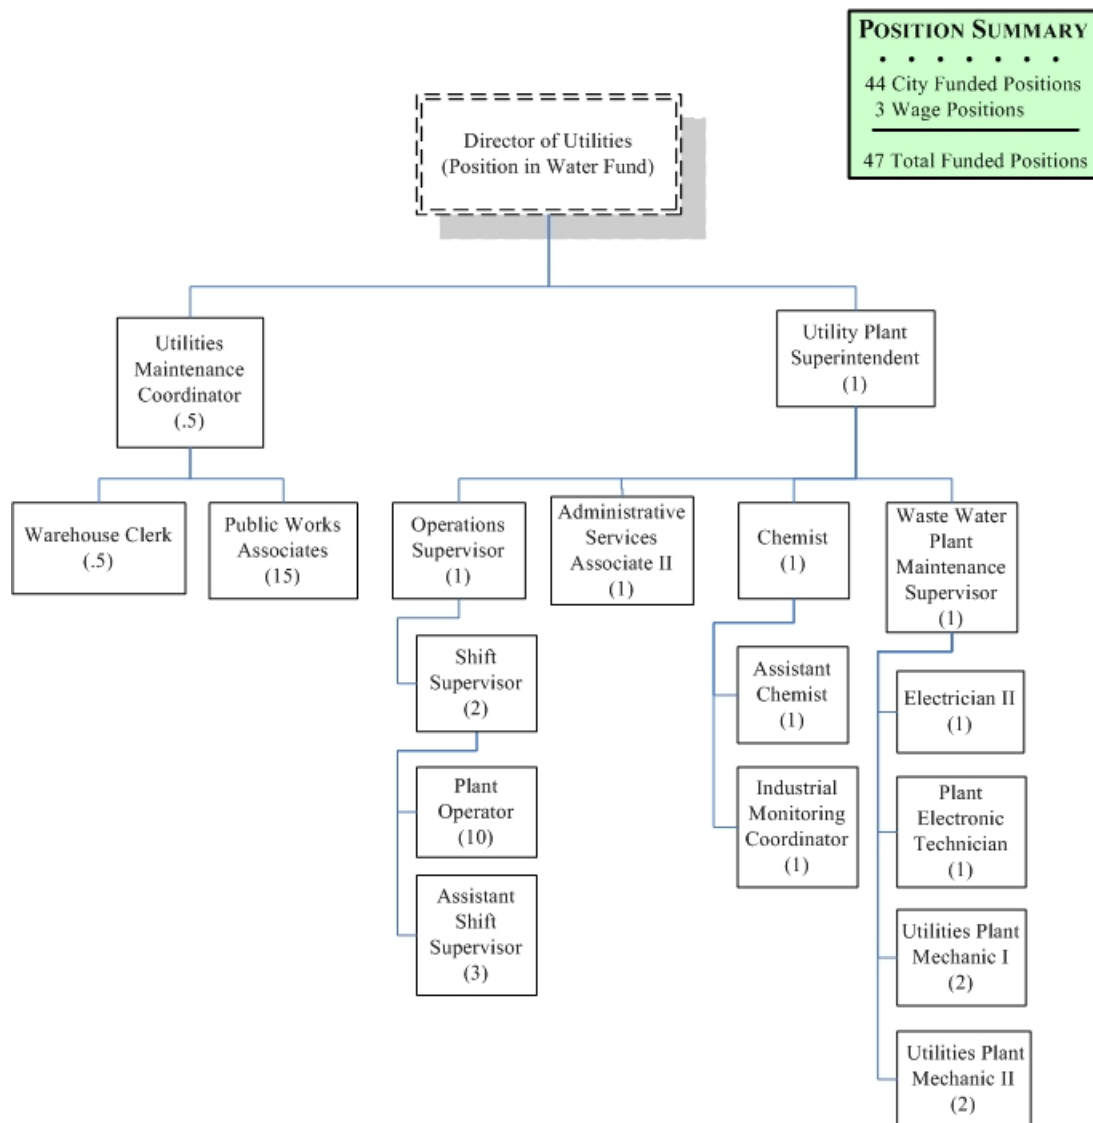 POSITION SUMMARY
44 City Funded Positions
3 Wage Positions
47 Total Funded Positions
Director of Utilities
(Position in Water Fund)
Utilities
Maintenance
Coordinator
(.5)
Utility Plant
Superintendent
(1)
Warehouse Clerk
(.5)
Public Works
Associates
(15)
Operations
Supervisor
(1)
Administrative
Services
Associate II
(1)
Chemist
(1)
Waste Water
Plant
Maintenance
Supervisor
(1)
Shift
Supervisor
(2)
Plant
Operator
(10)
Assistant
Shift
Supervisor
(3)
Assistant
Chemist
(1)
Industrial
Monitoring
Coordinator
(1)
Electrician II
(1)
Plant
Electronic
Technician
(1)
Utilities Plant
Mechanic I
(2)
Utilities Plant
Mechanic II
(2)